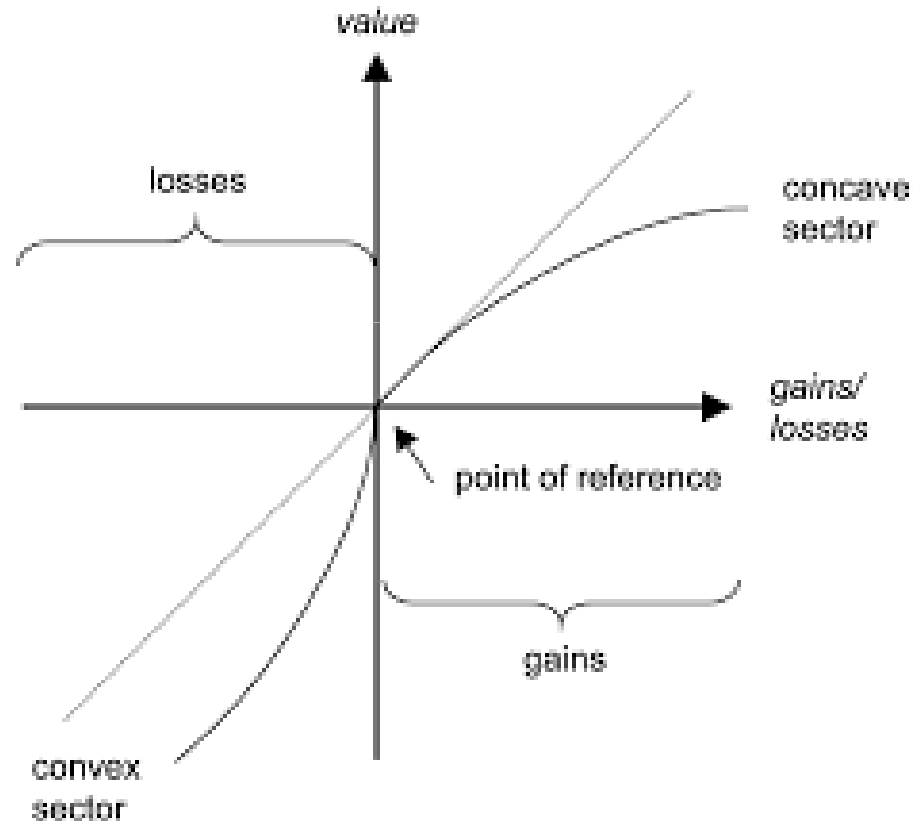 value
losses
concave
sector
gains/
losses
point of reference
gains
convex
sector